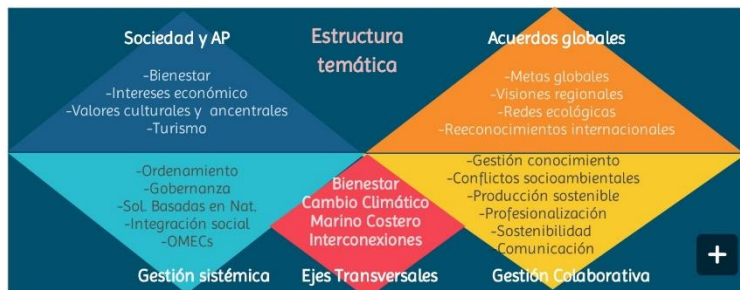 Sociedad y AP
-Bienestar
-Intereses económico
-Valores culturales y ancentrales
-Turismo
Estructura
temática
Acuerdos globales
-Metas globales
-Visiones regionales
-Redes ecológicas
-Reeconocimientos internacionales
-Ordenamiento
-Gobernanza
-Sol. Basadas en Nat.
-Integración social
-OMECs
Gestión sistémica
Bienestar
Cambio Climático
Marino Costero
Interconexiones
Ejes Transversales
-Gestión conocimiento
-Conflictos socioambientales
-Producción sostenible
-Profesionalización
-Sostenibilidad
-Comunicación
Gestión Colaborativa
+